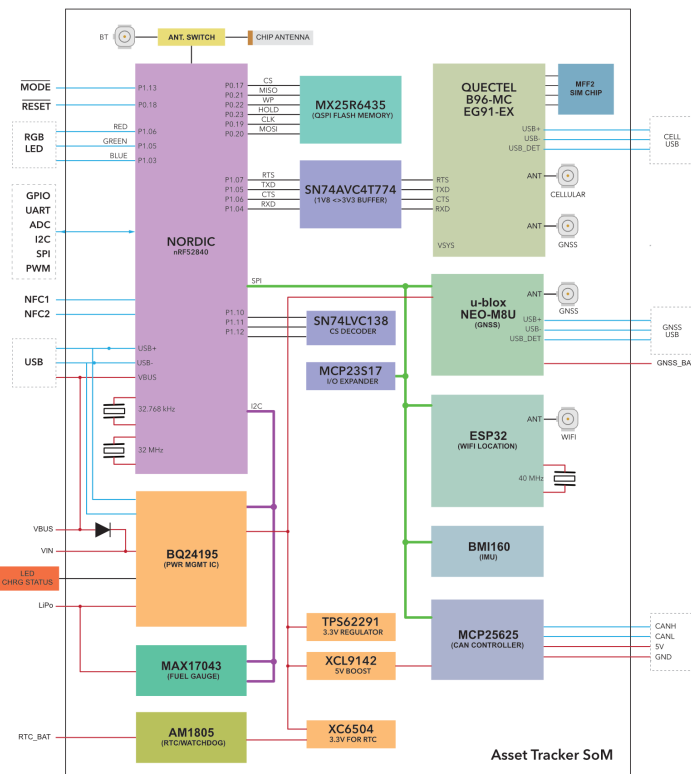 BT
ANT. SWITCH
CHIP ANTENNA
MODE
RESET
RGB
LED
RED
GREEN
BLUE
GPIO
UART
ADC
I2C
SPI
PWM
NFC1
NFC2
USB
P1.13
P0.18
P1.06
P1.05
P1.03
NORDIC
nRF52840
USB+
USB-
VBUS
32.768 kHz
32 MHz
P0.17
P0.21
P0.22
P0.23
P0.19
P0.20
CS
MISO
WP
HOLD
CLK
MOSI
MX25R6435
(QSPI FLASH MEMORY)
P1.07
P1.05
P1.06
P1.04
RTS
TXD
CTS
RXD
SN74AVC4T774
(1V8 <>3V3 BUFFER)
QUECTEL
B96-MC
EG91-EX
RTS
TXD
CTS
RXD
VSYS
USB+
USB-
USB_DET
ANT
ANT
MFF2
SIM CHIP
CELL
USB
CELLULAR
GNSS
SPI
P1.10
P1.11
P1.12
SN74LVC138
CS DECODER
MCP23S17
I/O EXPANDER
I2C
u-blox
NEO-M8U
(GNSS)
ANT
USB+
USB-
USB_DET
GNSS
GNSS
USB
GNSS_BA
ESP32
(WIFI LOCATION)
ANT
WIFI
40 MHz
BMI160
(IMU)
VBUS
VIN
LED
CHRG STATUS
LiPo
BQ24195
(PWR MGMT IC)
MAX17043
(FUEL GAUGE)
RTC_BAT
AM1805
(RTC/WATCHDOG)
TPS62291
3.3V REGULATOR
XCL9142
5V BOOST
XC6504
3.3V FOR RTC
MCP25625
(CAN CONTROLLER)
CANH
CANL
5V
GND
Asset Tracker SoM